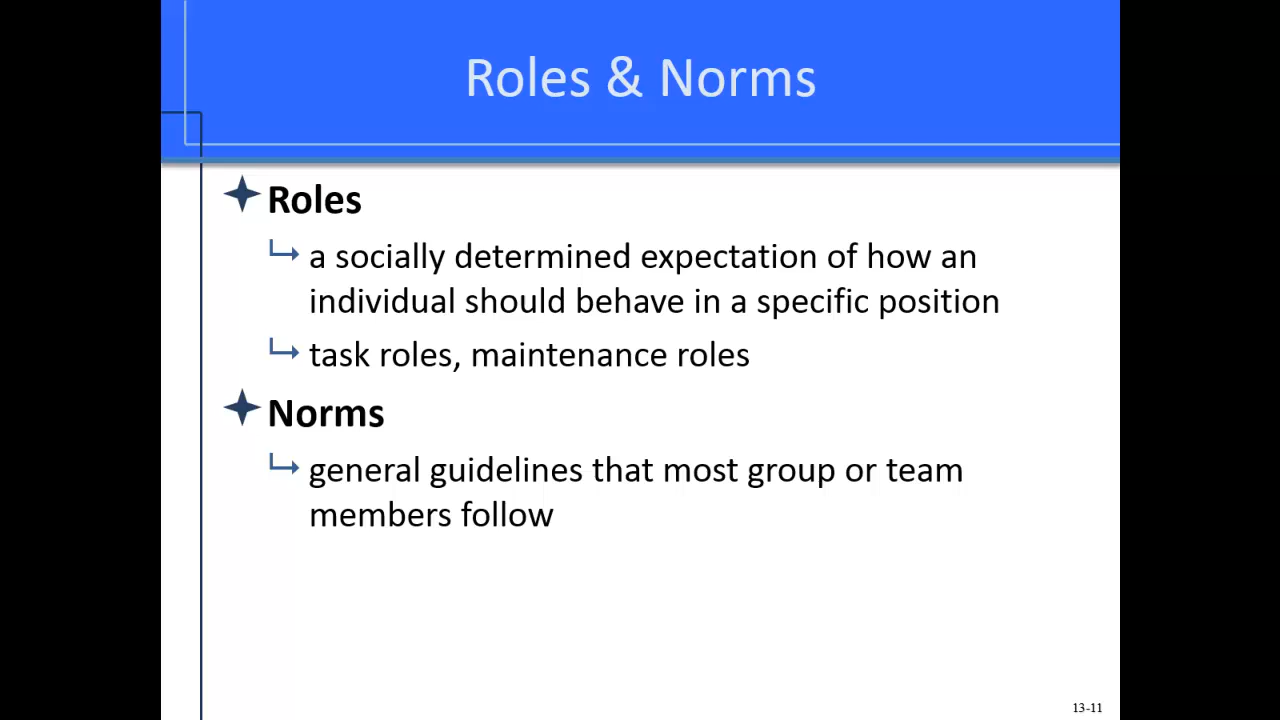 Roles & Norms
Roles
a socially determined expectation of how an
individual should behave in a specific position
task roles, maintenance roles
Norms
general guidelines that most group or team
members follow
13-11